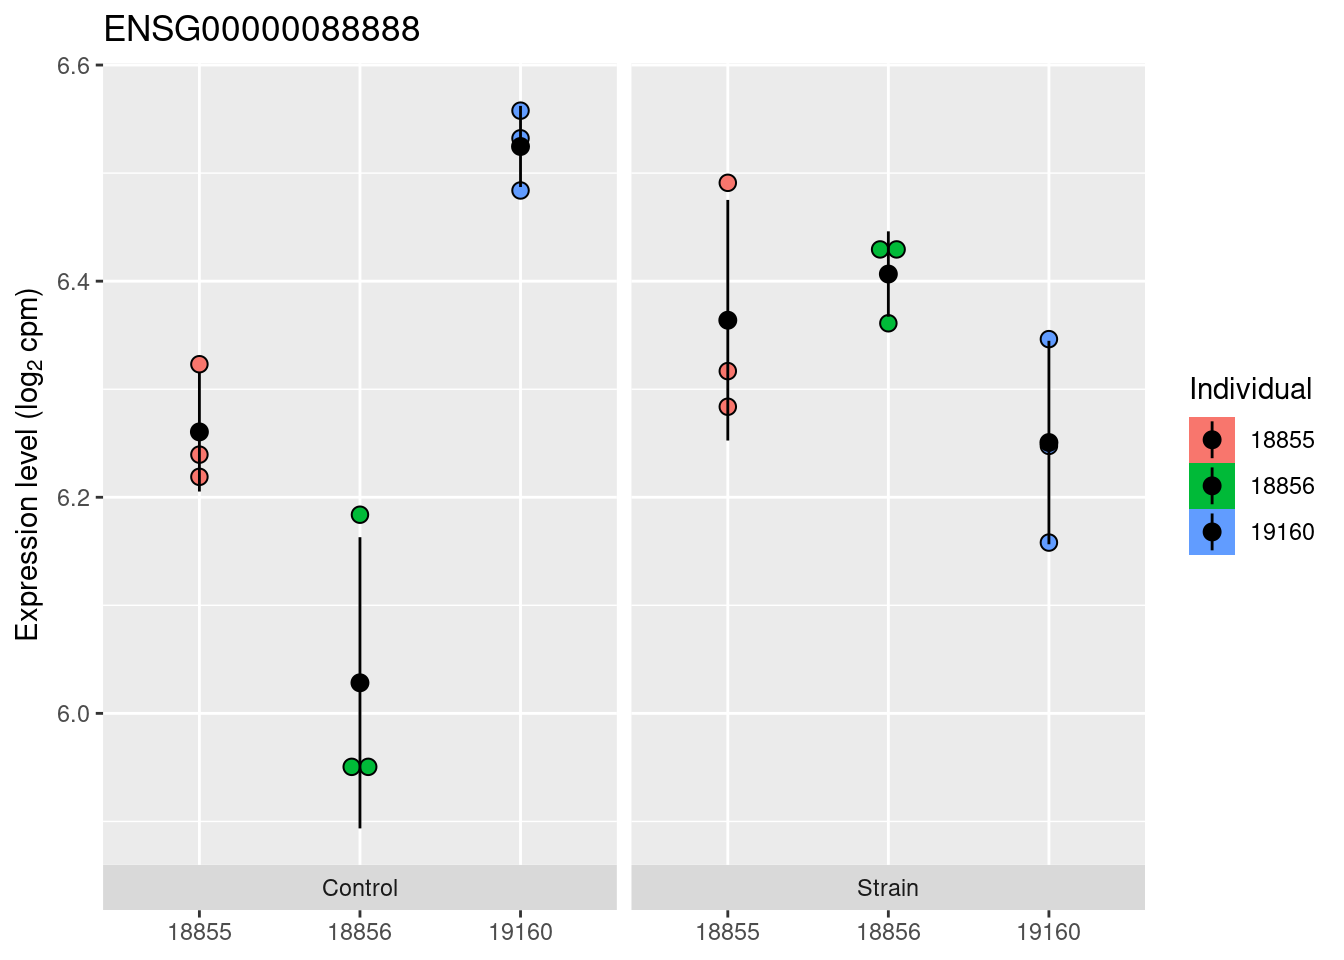 ENSG00000088888
Expression level (log₂ cpm)
6.6
6.4
6.2
6.0
Control
Strain
18855
18856
19160
18855
18856
19160
Individual
18855
18856
19160